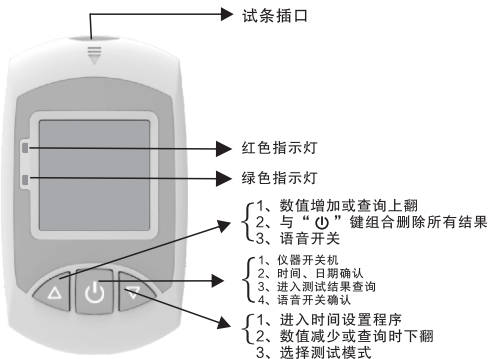 试条插口
红色指示灯
绿色指示灯
1、数值增加或查询上翻
2、与“⏻”键组合删除所有结果
3、语音开关
1、仪器开关机
2、时间、日期确认
3、进入测试结果查询
4、语音开关确认
1、进入时间设置程序
2、数值减少或查询时下翻
3、选择测试模式